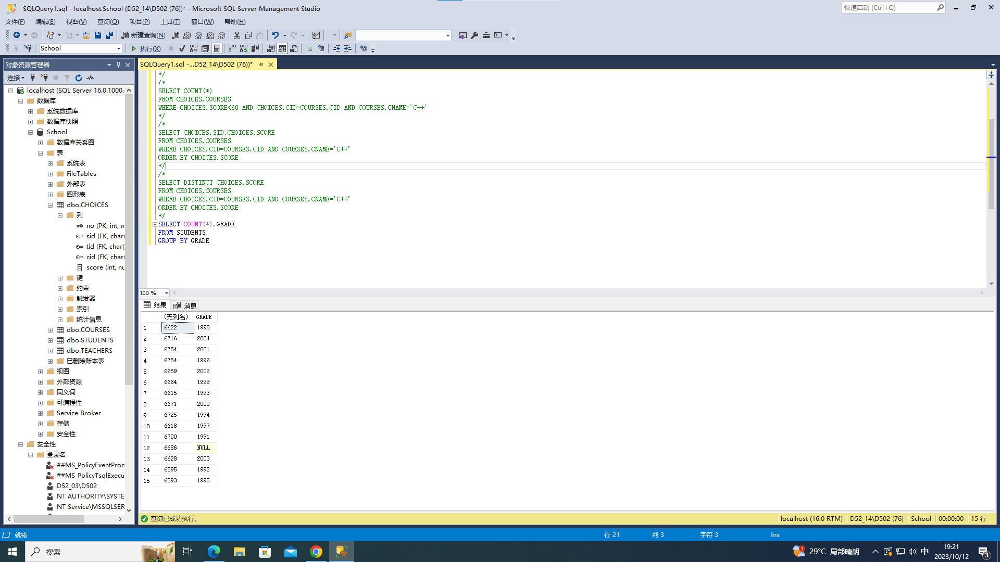 SQLQuery1.sql - localhost.School (D52_14\D502 (76))* - Microsoft SQL Server Management Studio
快速启动 (Ctrl+Q)
文件(F) 编辑(E) 视图(V) 查询(Q) 项目(P) 工具(T) 窗口(W) 帮助(H)
新建查询(N) MDX DMX XMLA DAX
School 执行(X)
对象资源管理器
SQLQuery1.sql -...D52_14\D502 (76))*
连接
localhost (SQL Server 16.0.1000.
数据库
系统数据库
数据库快照
School
数据库关系图
表
系统表
FileTables
外部表
图形表
dbo.CHOICES
列
no (PK, int, n
sid (FK, char(
tid (FK, char(
cid (FK, char(
score (int, nu
键
约束
触发器
索引
统计信息
dbo.COURSES
dbo.STUDENTS
dbo.TEACHERS
已删除账本表
视图
外部资源
同义词
可编程性
Service Broker
存储
安全性
安全性
登录名
##MS_PolicyEventProc
##MS_PolicyTsqlExecu
D52_03\D502
NT AUTHORITY\SYSTE
NT Service\MSSQLSER
*/
/*
SELECT COUNT(*)
FROM CHOICES,COURSES
WHERE CHOICES.SCORE<60 AND CHOICES.CID=COURSES.CID AND COURSES.CNAME='C++'
*/
/*
SELECT CHOICES.SID,CHOICES.SCORE
FROM CHOICES,COURSES
WHERE CHOICES.CID=COURSES.CID AND COURSES.CNAME='C++'
ORDER BY CHOICES.SCORE
*/
/*
SELECT DISTINCT CHOICES.SCORE
FROM CHOICES,COURSES
WHERE CHOICES.CID=COURSES.CID AND COURSES.CNAME='C++'
ORDER BY CHOICES.SCORE
*/
SELECT COUNT(*),GRADE
FROM STUDENTS
GROUP BY GRADE
100 %
结果 消息
(无列名) GRADE
1 6622 1998
2 6716 2004
3 6754 2001
4 6754 1996
5 6659 2002
6 6664 1999
7 6615 1993
8 6671 2000
9 6725 1994
10 6618 1997
11 6700 1991
12 6686 NULL
13 6628 2003
14 6595 1992
15 6593 1995
查询已成功执行。 localhost (16.0 RTM) D52_14\D502 (76) School 00:00:00 15 行
就绪 行 21 列 3 字符 3 Ins
搜索 1 29°C 局部晴朗 中 19:21 2023/10/12 3